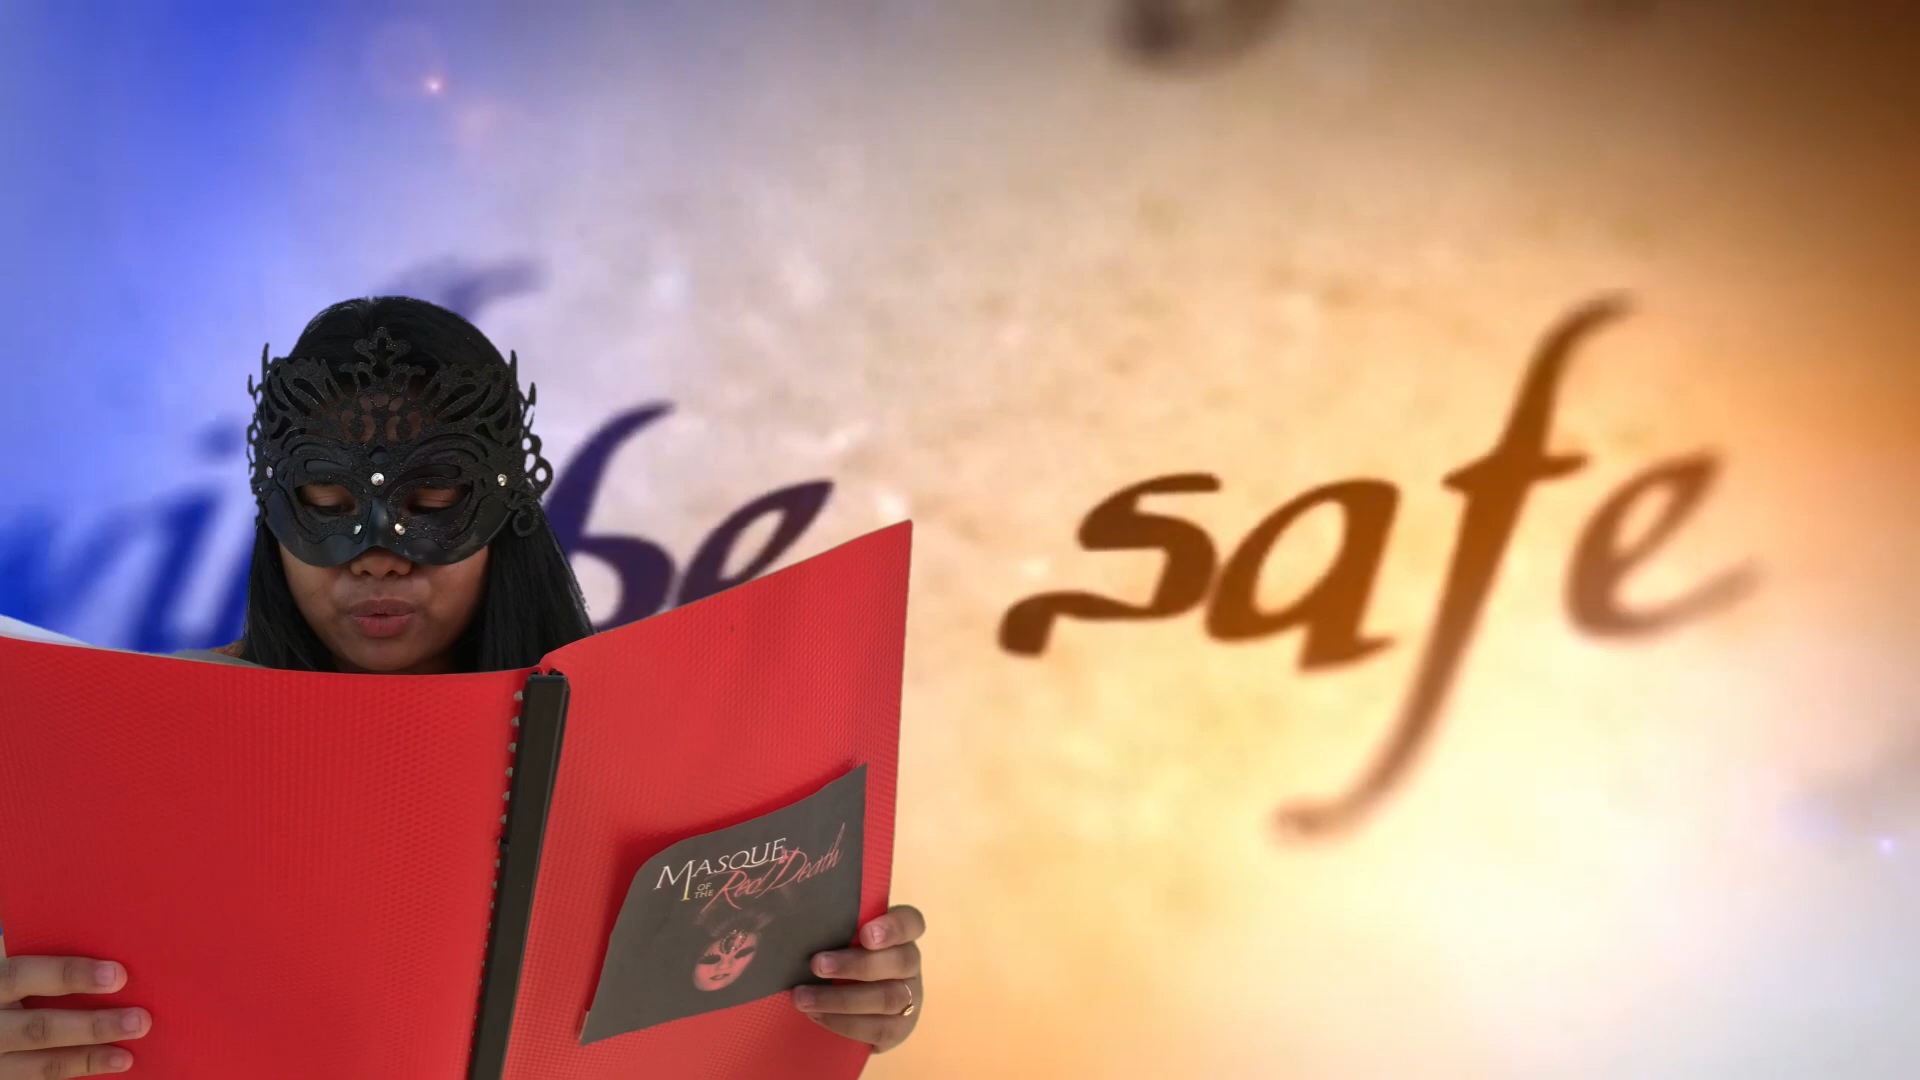 be safe
MASQUE
OF THE Red Death